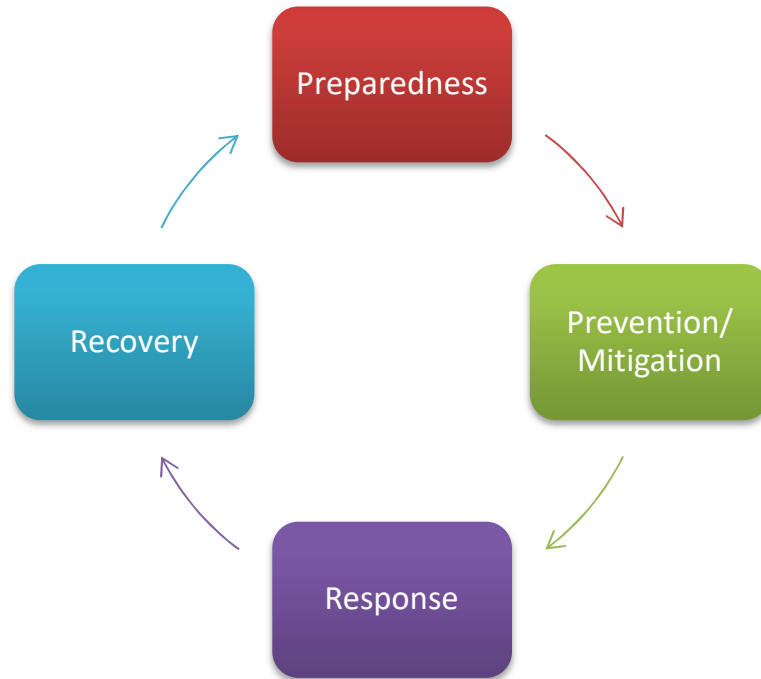 Preparedness
Prevention/
Mitigation
Recovery
Response